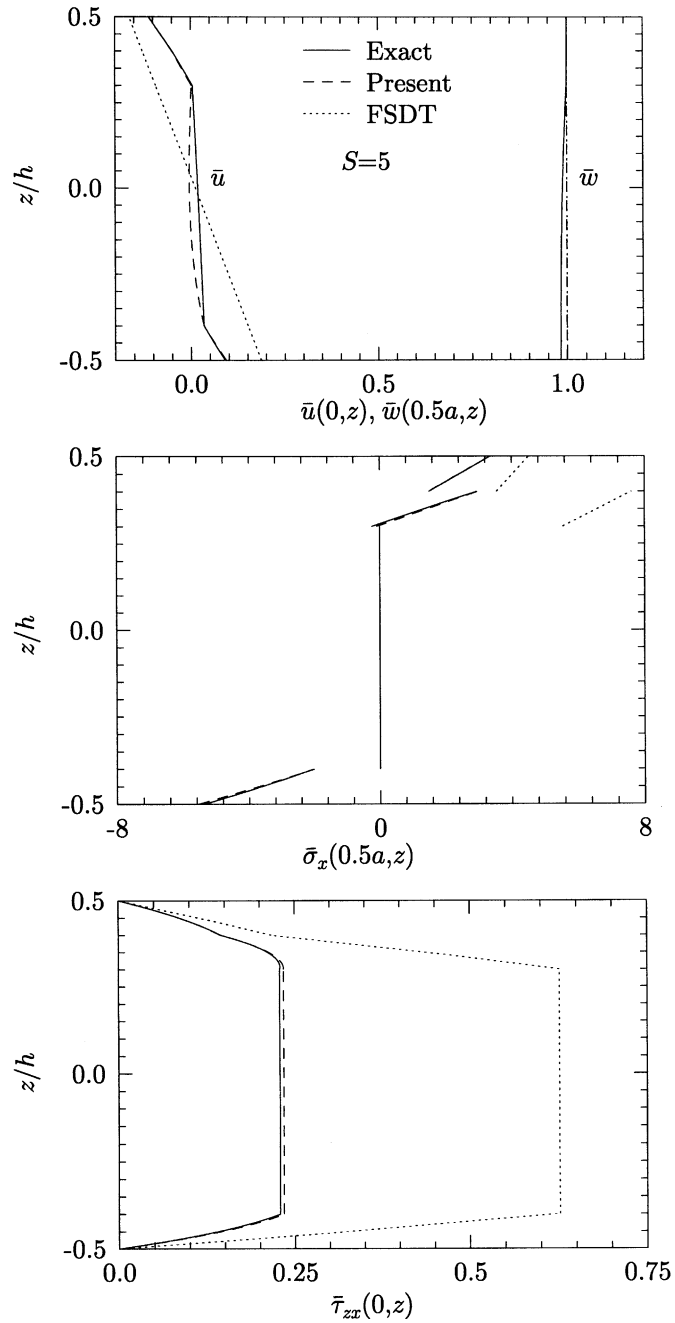 0.5
Exact
Present
FSDT
ū
S=5
w̄
z/h
0.0
-0.5
0.0 0.5 1.0
ū(0,z), w̄(0.5a,z)
0.5
z/h
0.0
-0.5
-8 0 8
σ̄x(0.5a,z)
0.5
z/h
0.0
-0.5
0.0 0.25 0.5 0.75
τ̄zx(0,z)